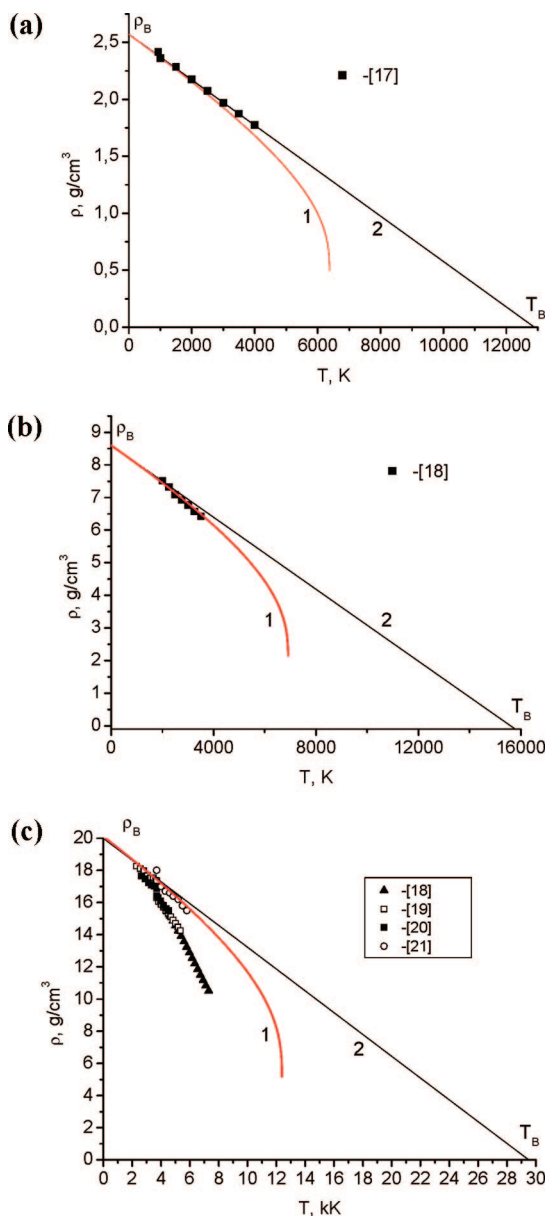 (a)
ρB
2,5
2,0
1,5
1,0
0,5
0,0
ρ, g/cm³
-[17]
1
2
TB
0 2000 4000 6000 8000 10000 12000
T, K
(b)
ρB
9
8
7
6
5
4
3
2
1
0
ρ, g/cm³
-[18]
1
2
TB
0 4000 8000 12000 16000
T, K
(c)
ρB
20
18
16
14
12
10
8
6
4
2
0
ρ, g/cm³
-[18]
-[19]
-[20]
-[21]
1
2
TB
0 2 4 6 8 10 12 14 16 18 20 22 24 26 28 30
T, kK